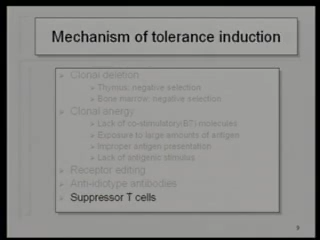 Mechanism of tolerance induction
Clonal deletion
Thymus: negative selection
Bone marrow: negative selection
Clonal anergy
Lack of co-stimulatory(B7) molecules
Exposure to large amounts of antigen
Improper antigen presentation
Lack of antigenic stimulus
Receptor editing
Anti-idiotype antibodies
Suppressor T cells
9